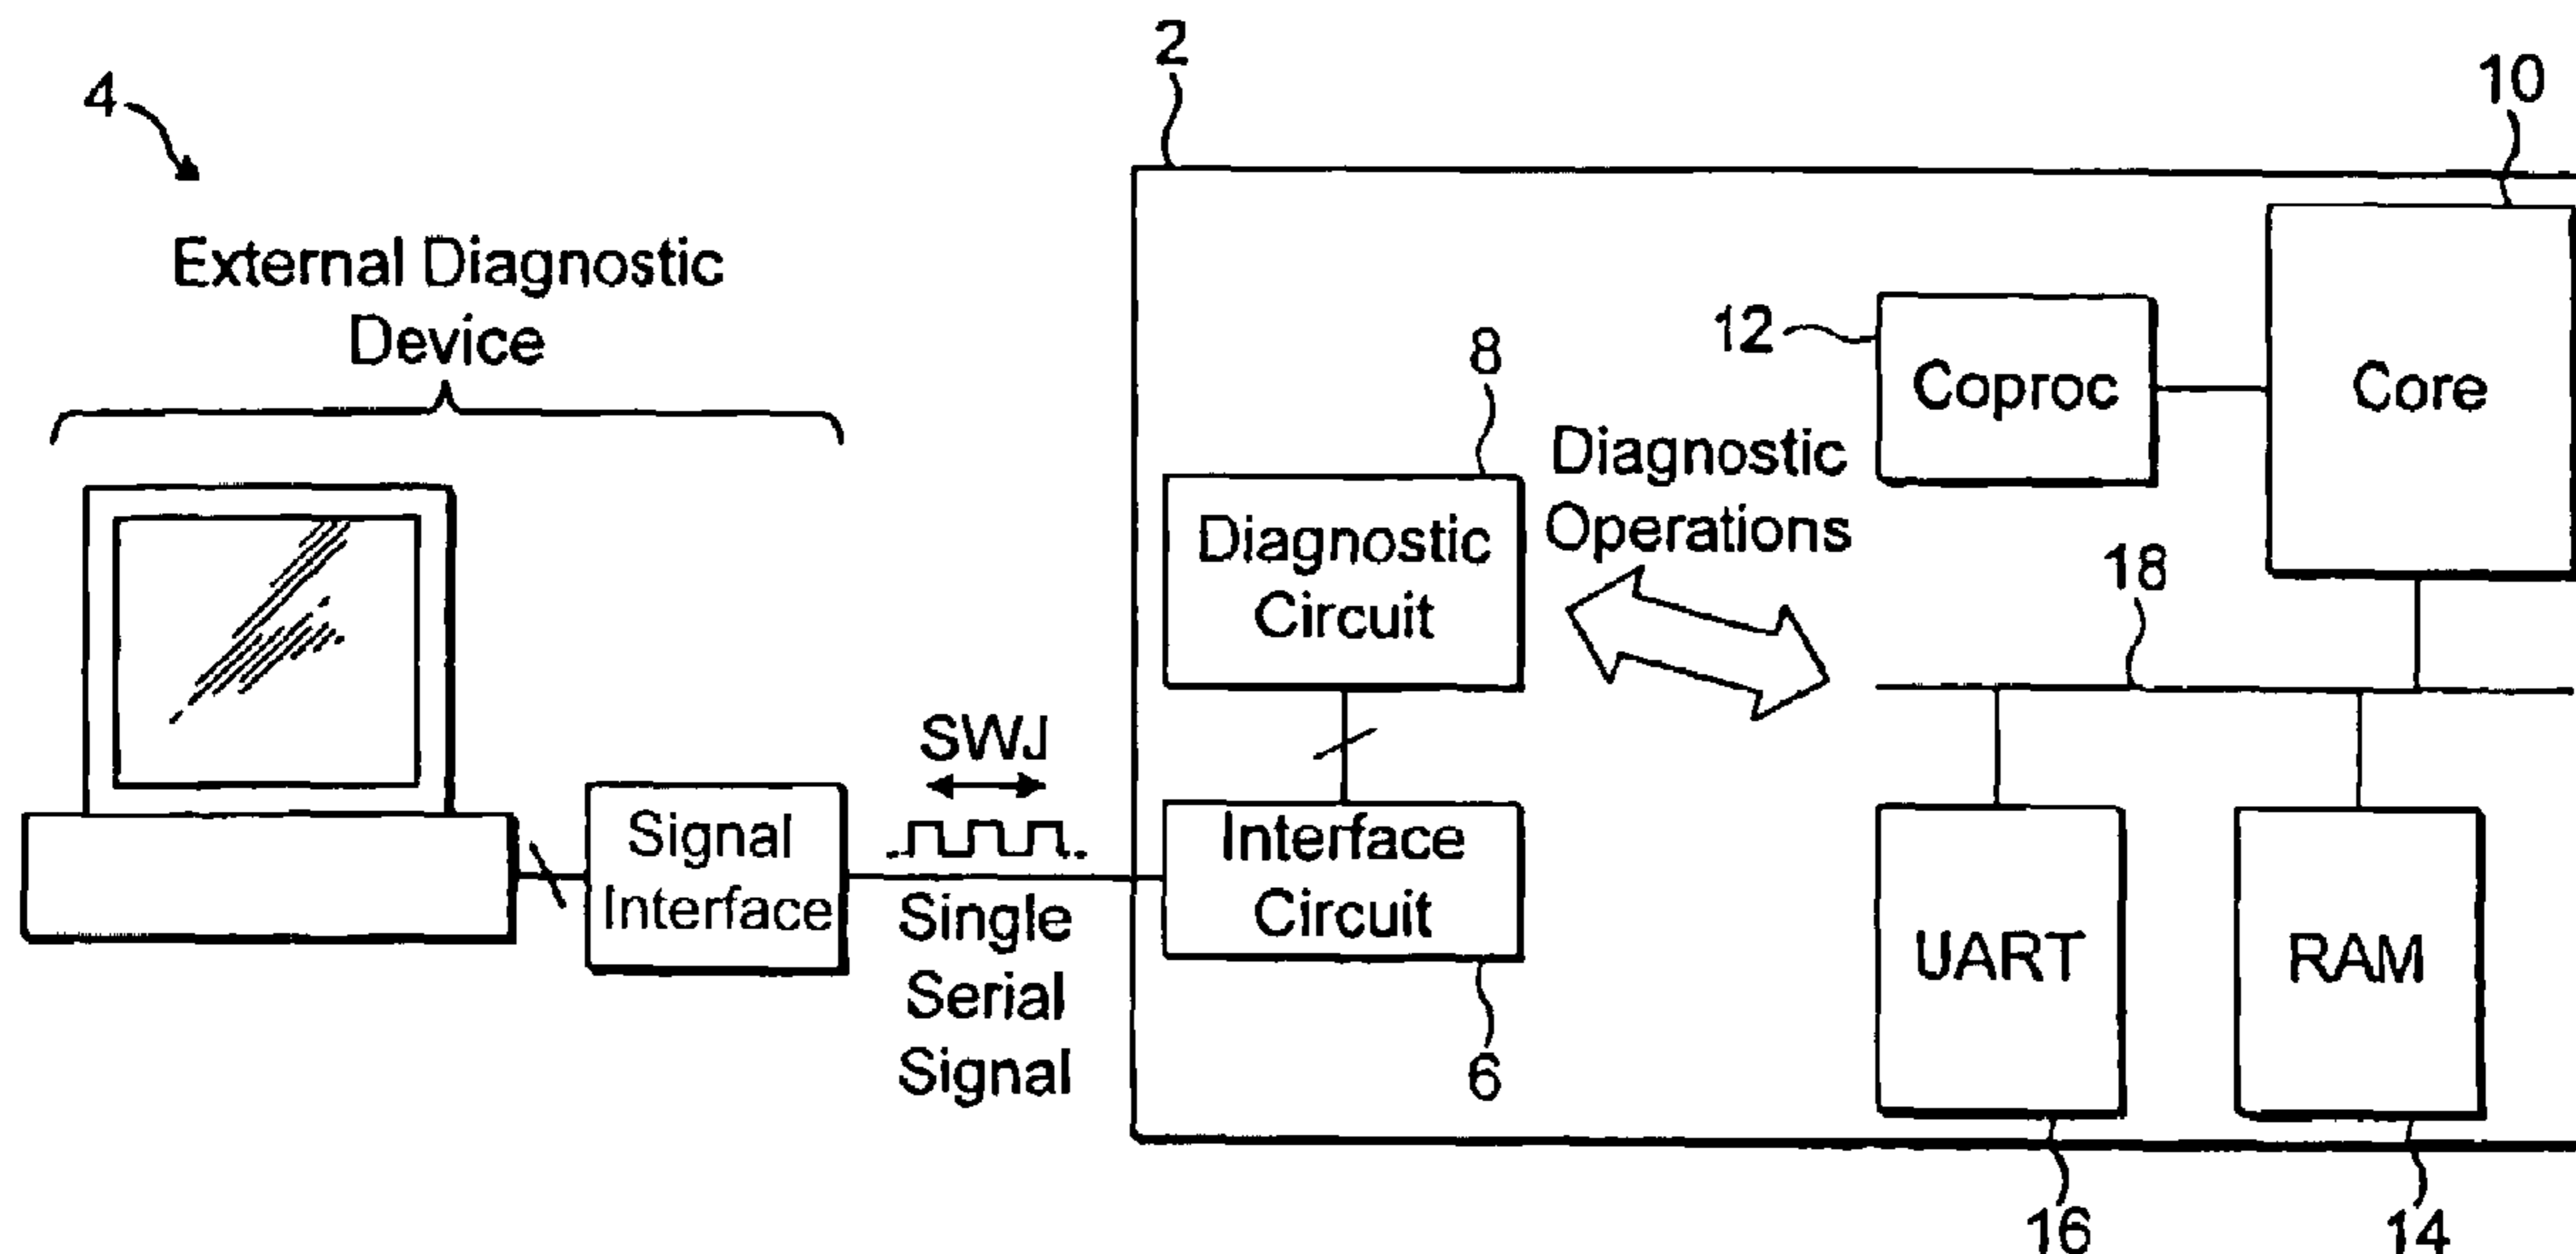 4
2
10
External Diagnostic
Device
12
Coproc
Core
8
Diagnostic
Operations
Diagnostic
Circuit
18
SWJ
Signal
Interface
Single
Serial
Signal
Interface
Circuit
6
UART
RAM
16
14